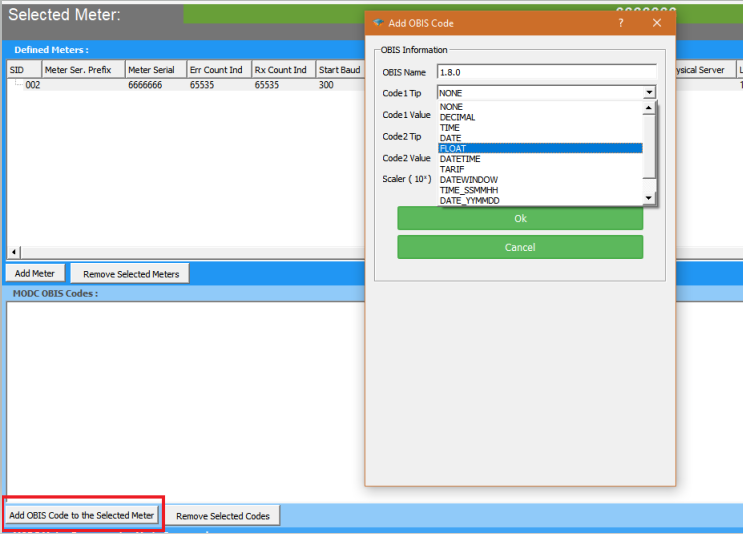 Selected Meter:
Add OBIS Code
?
Defined Meters :
SID Meter Ser. Prefix Meter Serial Err Count Ind Rx Count Ind Start Baud
002 6666666 65535 65535 300
ysical Server
OBIS Information
OBIS Name 1.8.0
Code1 Tip NONE
Code1 Value
Code2 Tip
Code2 Value
Scaler ( 10ˣ)
NONE
DECIMAL
TIME
DATE
FLOAT
DATETIME
TARIF
DATEWINDOW
TIME_SSMMHH
DATE_YYMMDD
Ok
Cancel
Add Meter Remove Selected Meters
MODC OBIS Codes :
Add OBIS Code to the Selected Meter Remove Selected Codes